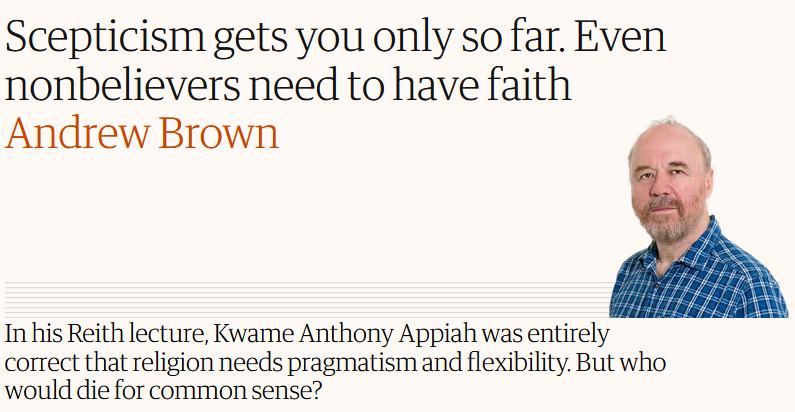 Scepticism gets you only so far. Even
nonbelievers need to have faith
Andrew Brown
In his Reith lecture, Kwame Anthony Appiah was entirely
correct that religion needs pragmatism and flexibility. But who
would die for common sense?